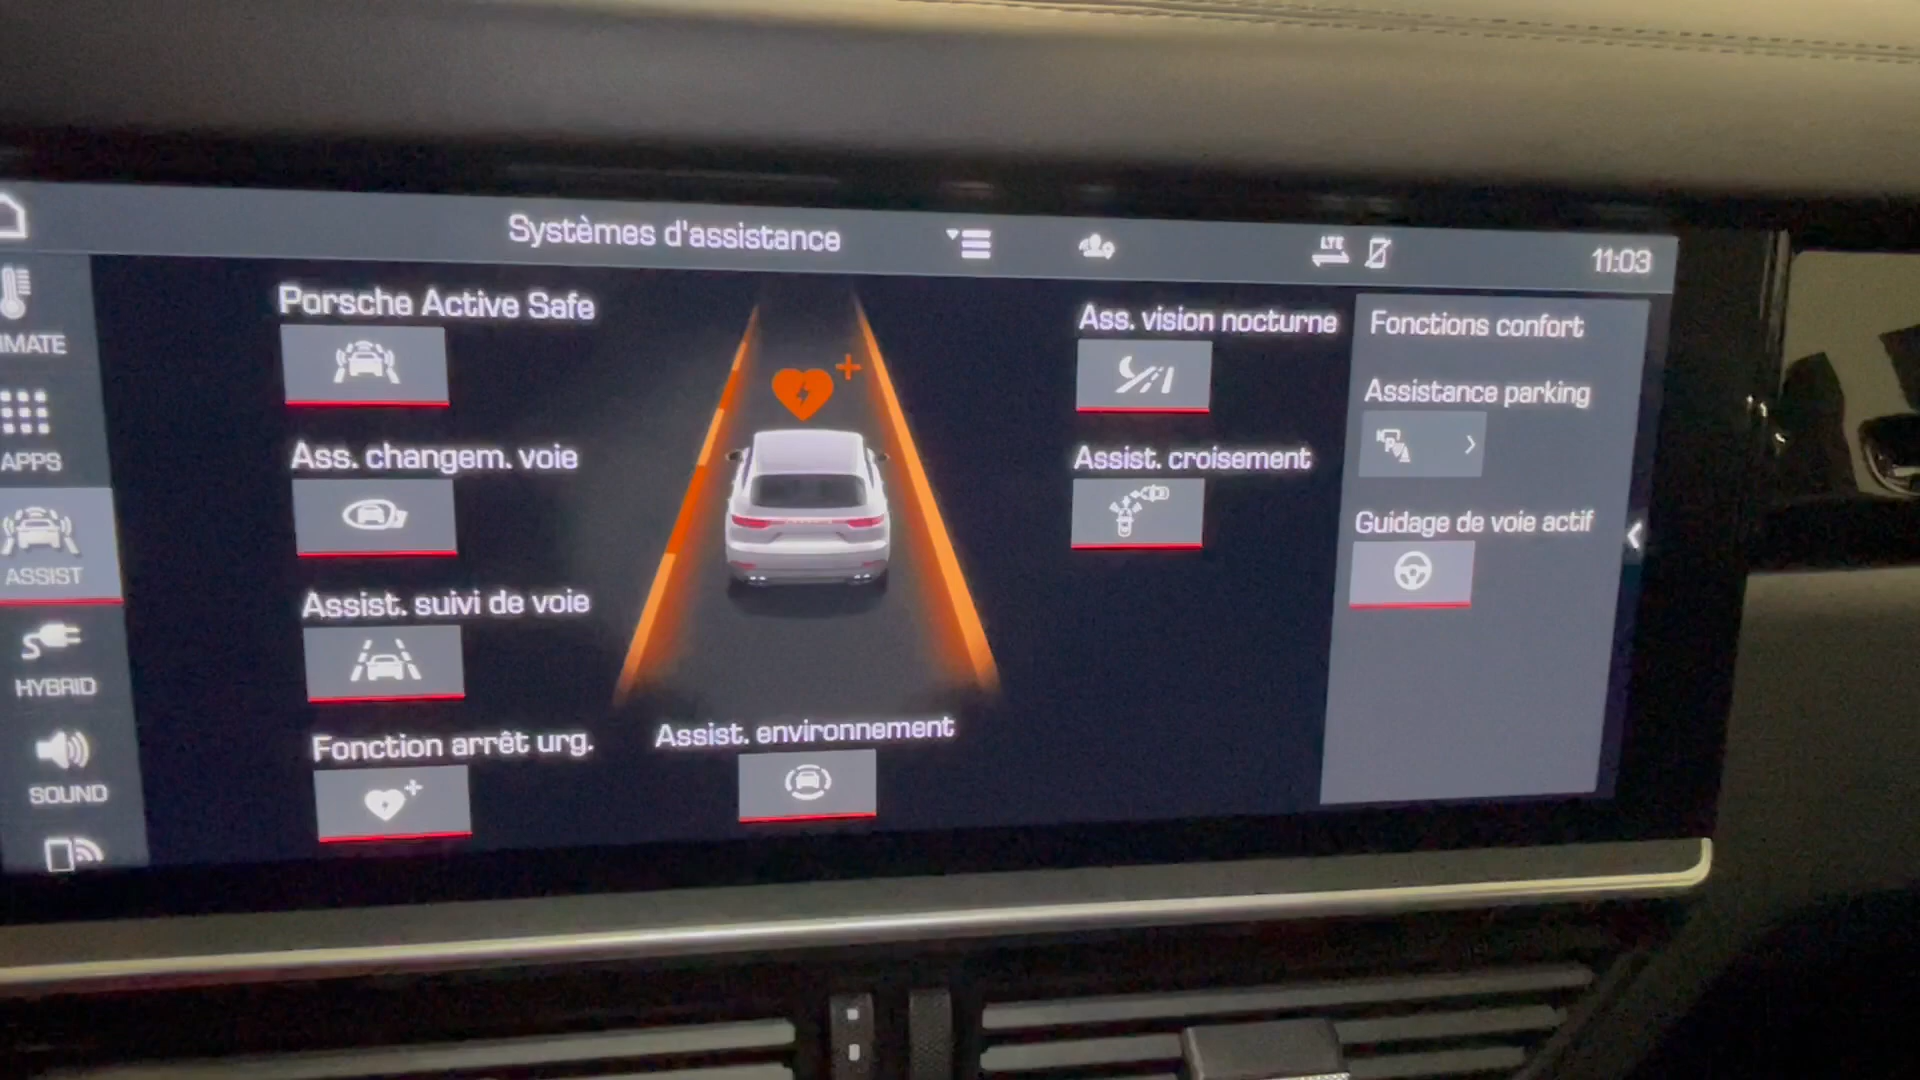 Systèmes d'assistance
LTE
11:03
IMATE
APPS
ASSIST
HYBRID
SOUND
Porsche Active Safe
Ass. changem. voie
Assist. suivi de voie
Fonction arrêt urg.
Assist. environnement
Ass. vision nocturne
Assist. croisement
Fonctions confort
Assistance parking
Guidage de voie actif